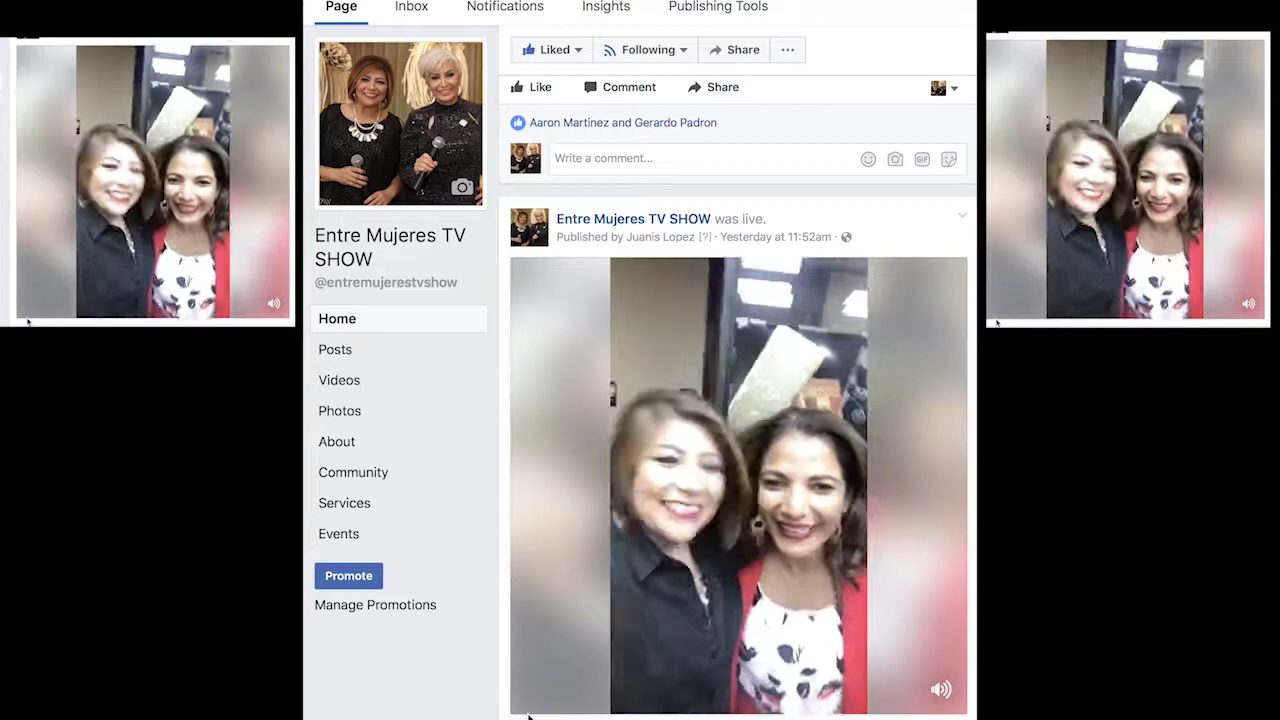 Page Inbox Notifications Insights Publishing Tools
Liked Following Share
Like Comment Share
Aaron Martinez and Gerardo Padron
Write a comment...
GIF
Entre Mujeres TV SHOW
@entremujerestvshow
Home
Posts
Videos
Photos
About
Community
Services
Events
Promote
Manage Promotions
Entre Mujeres TV SHOW was live.
Published by Juanis Lopez [?] · Yesterday at 11:52am ·